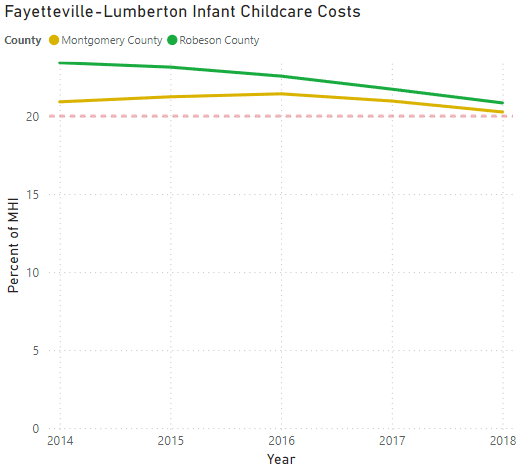 Fayetteville-Lumberton Infant Childcare Costs
County Montgomery County Robeson County
Percent of MHI
20
15
10
5
0
2014 2015 2016 2017 2018
Year